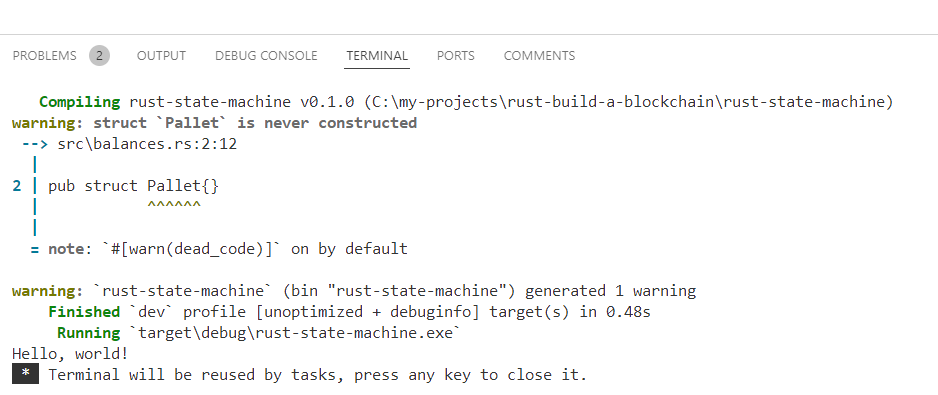 PROBLEMS 2 OUTPUT DEBUG CONSOLE TERMINAL PORTS COMMENTS
Compiling rust-state-machine v0.1.0 (C:\my-projects\rust-build-a-blockchain\rust-state-machine)
warning: struct `Pallet` is never constructed
--> src\balances.rs:2:12
|
2 | pub struct Pallet{}
| ^^^^^^
|
= note: `#[warn(dead_code)]` on by default
warning: `rust-state-machine` (bin "rust-state-machine") generated 1 warning
Finished `dev` profile [unoptimized + debuginfo] target(s) in 0.48s
Running `target\debug\rust-state-machine.exe`
Hello, world!
* Terminal will be reused by tasks, press any key to close it.